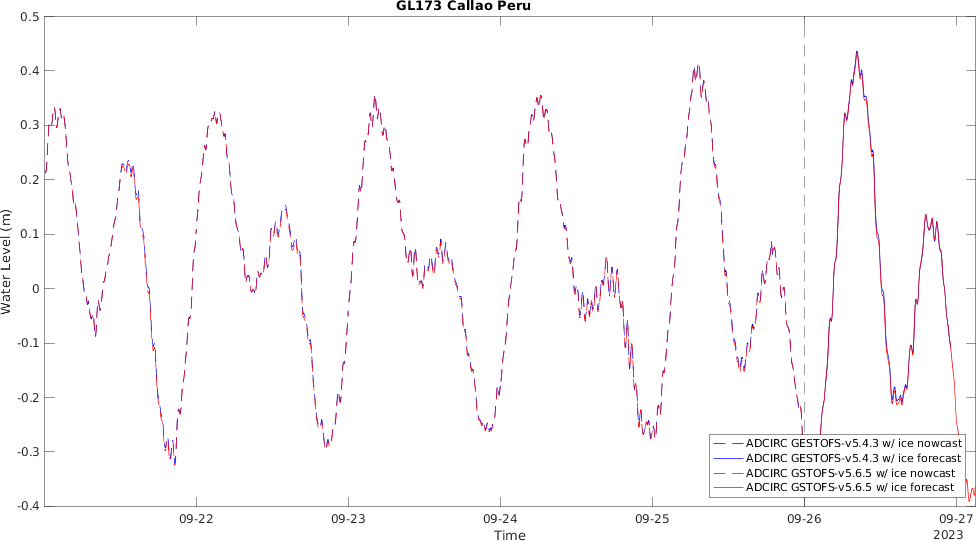 GL173 Callao Peru
0.5
0.4
0.3
0.2
0.1
0
-0.1
-0.2
-0.3
-0.4
Water Level (m)
ADCIRC GESTOFS-v5.4.3 w/ ice nowcast
ADCIRC GESTOFS-v5.4.3 w/ ice forecast
ADCIRC GSTOFS-v5.6.5 w/ ice nowcast
ADCIRC GSTOFS-v5.6.5 w/ ice forecast
09-22 09-23 09-24 09-25 09-26 09-27
Time 2023